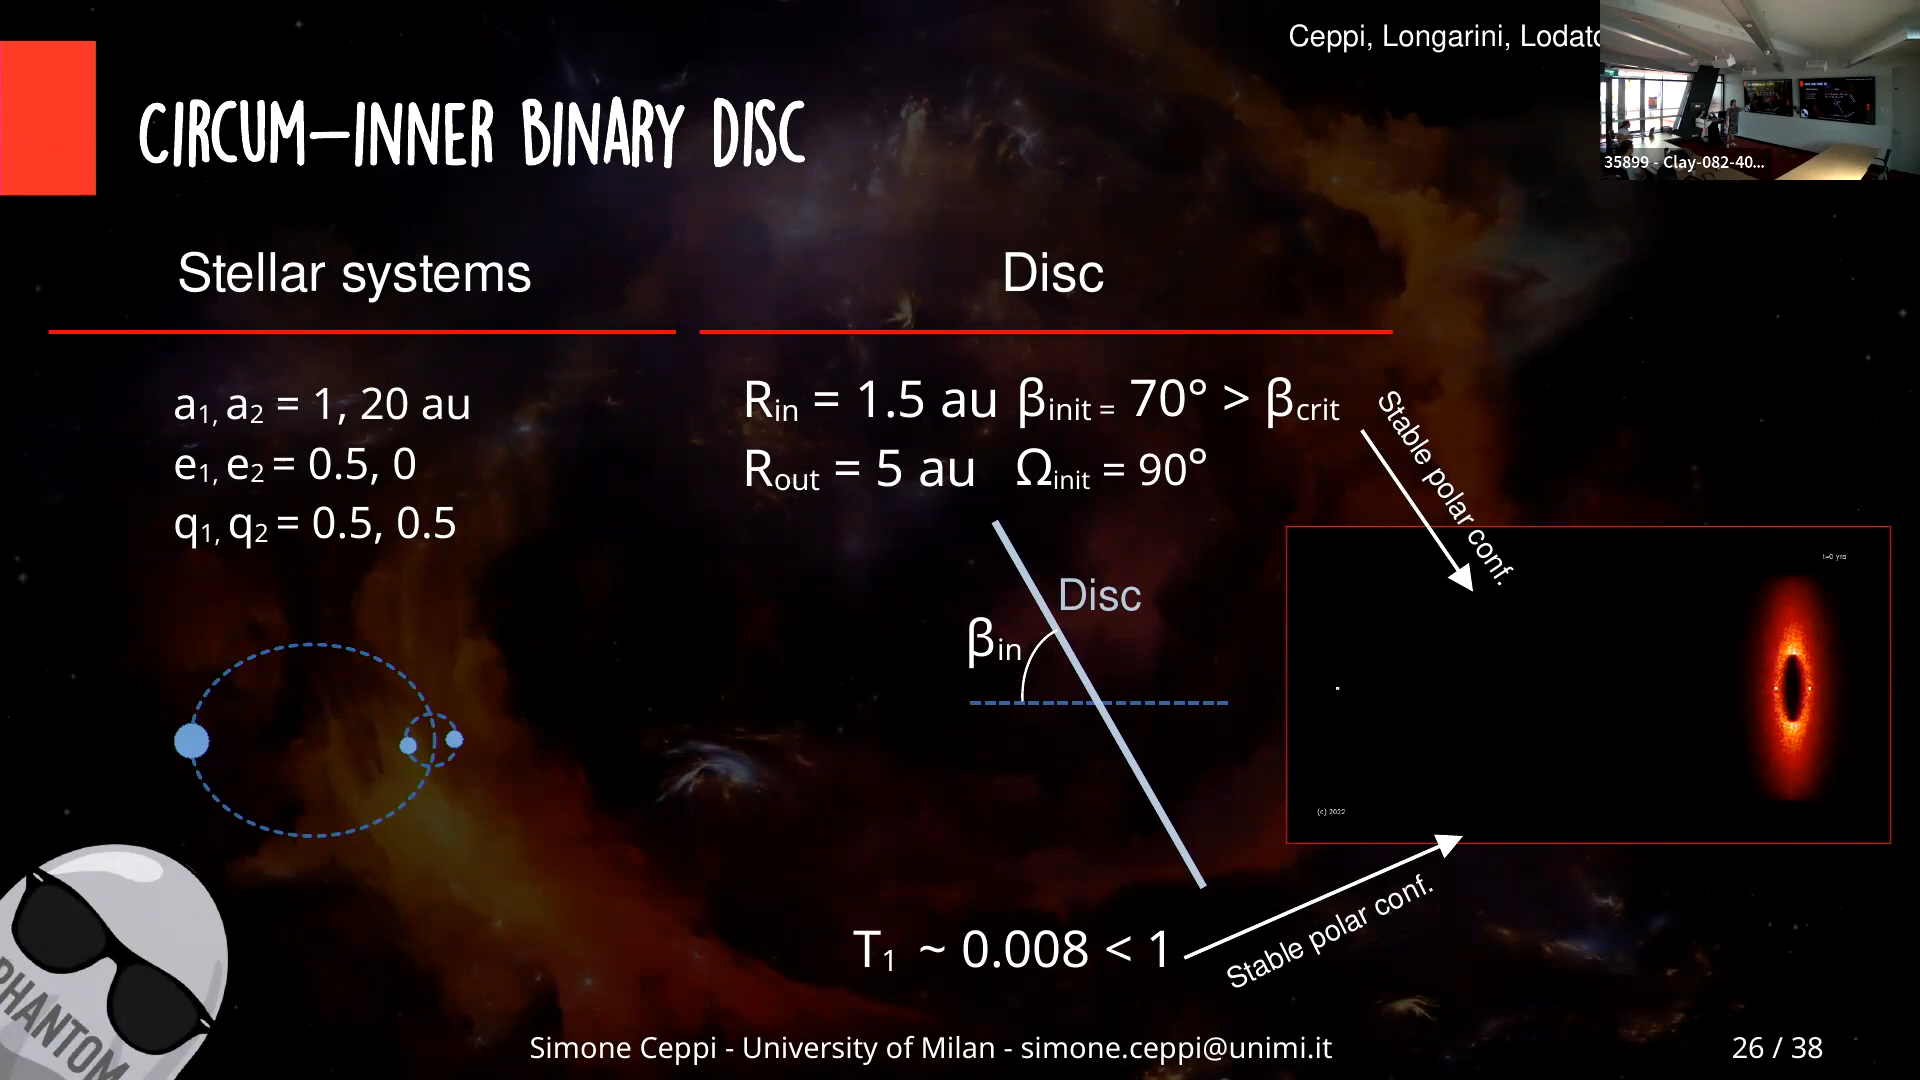 Ceppi, Longarini, Lodato
CIRCUM-INNER BINARY DISC
35899 - Clay-082-40...
Stellar systems
Disc
a1, a2 = 1, 20 au
e1, e2 = 0.5, 0
q1, q2 = 0.5, 0.5
Rin = 1.5 au βinit = 70° > βcrit
Rout = 5 au Ωinit = 90°
Stable polar conf.
t=0 yrs
Disc
βin
(c) 2022
T1 ~ 0.008 < 1
Stable polar conf.
PHANTOM
Simone Ceppi - University of Milan - simone.ceppi@unimi.it
26 / 38